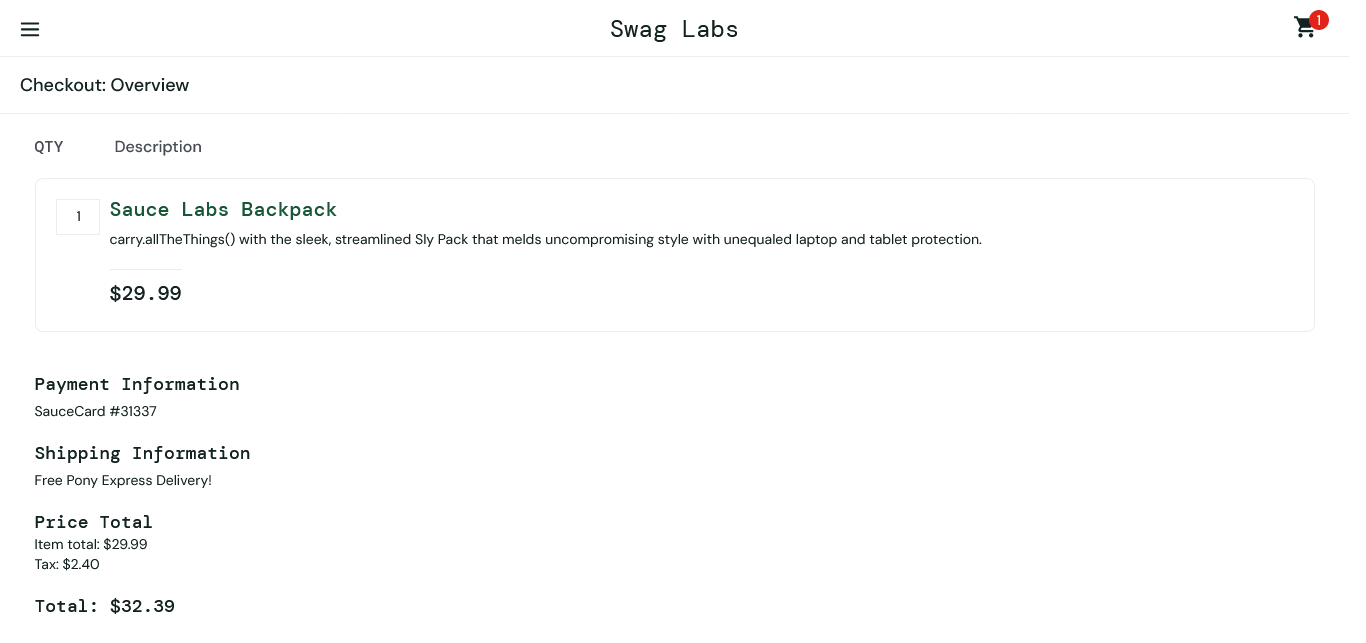 Swag Labs
1
Checkout: Overview
QTY Description
1
Sauce Labs Backpack
carry.allTheThings() with the sleek, streamlined Sly Pack that melds uncompromising style with unequaled laptop and tablet protection.
$29.99
Payment Information
SauceCard #31337
Shipping Information
Free Pony Express Delivery!
Price Total
Item total: $29.99
Tax: $2.40
Total: $32.39